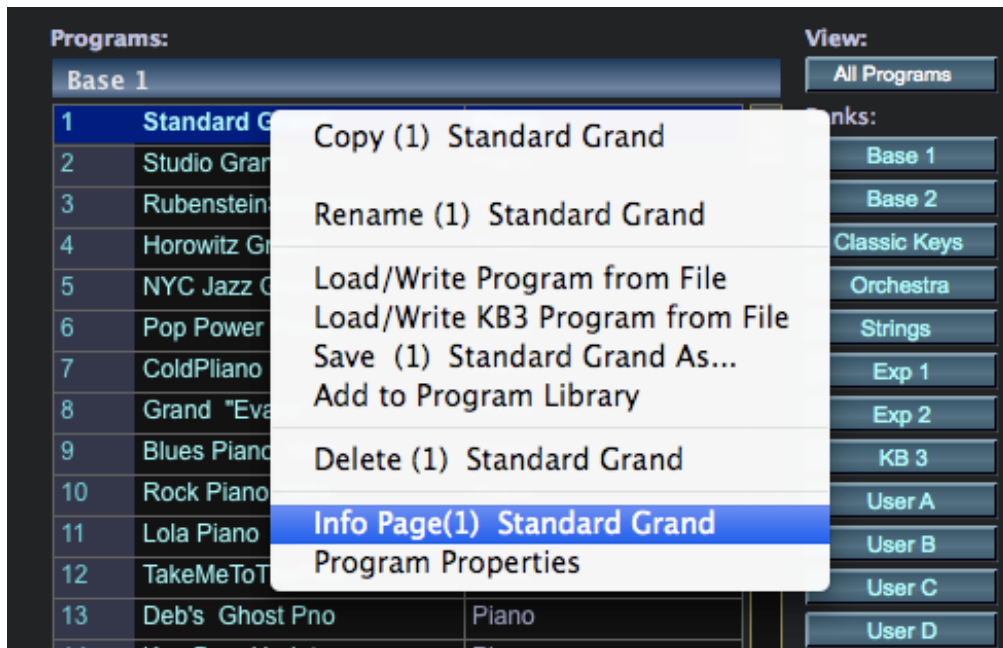 Programs:
Base 1
1 Standard G
2 Studio Gran
3 Rubenstein
4 Horowitz Gr
5 NYC Jazz G
6 Pop Power
7 ColdPliano
8 Grand "Eva
9 Blues Piano
10 Rock Piano
11 Lola Piano
12 TakeMeToT
13 Deb's Ghost Pno Piano
Copy (1) Standard Grand
Rename (1) Standard Grand
Load/Write Program from File
Load/Write KB3 Program from File
Save (1) Standard Grand As...
Add to Program Library
Delete (1) Standard Grand
Info Page(1) Standard Grand
Program Properties
View:
All Programs
nks:
Base 1
Base 2
Classic Keys
Orchestra
Strings
Exp 1
Exp 2
KB 3
User A
User B
User C
User D